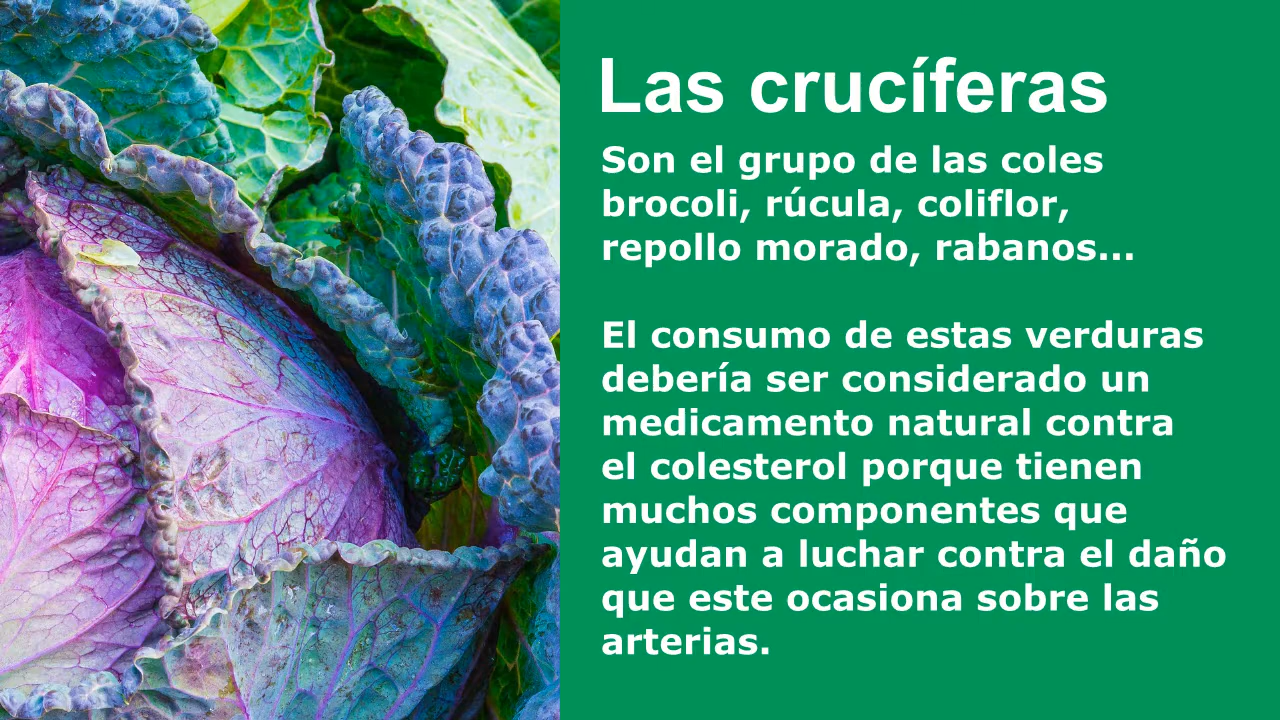 Las crucíferas
Son el grupo de las coles
brocoli, rúcula, coliflor,
repollo morado, rabanos...
El consumo de estas verduras
debería ser considerado un
medicamento natural contra
el colesterol porque tienen
muchos componentes que
ayudan a luchar contra el daño
que este ocasiona sobre las
arterias.